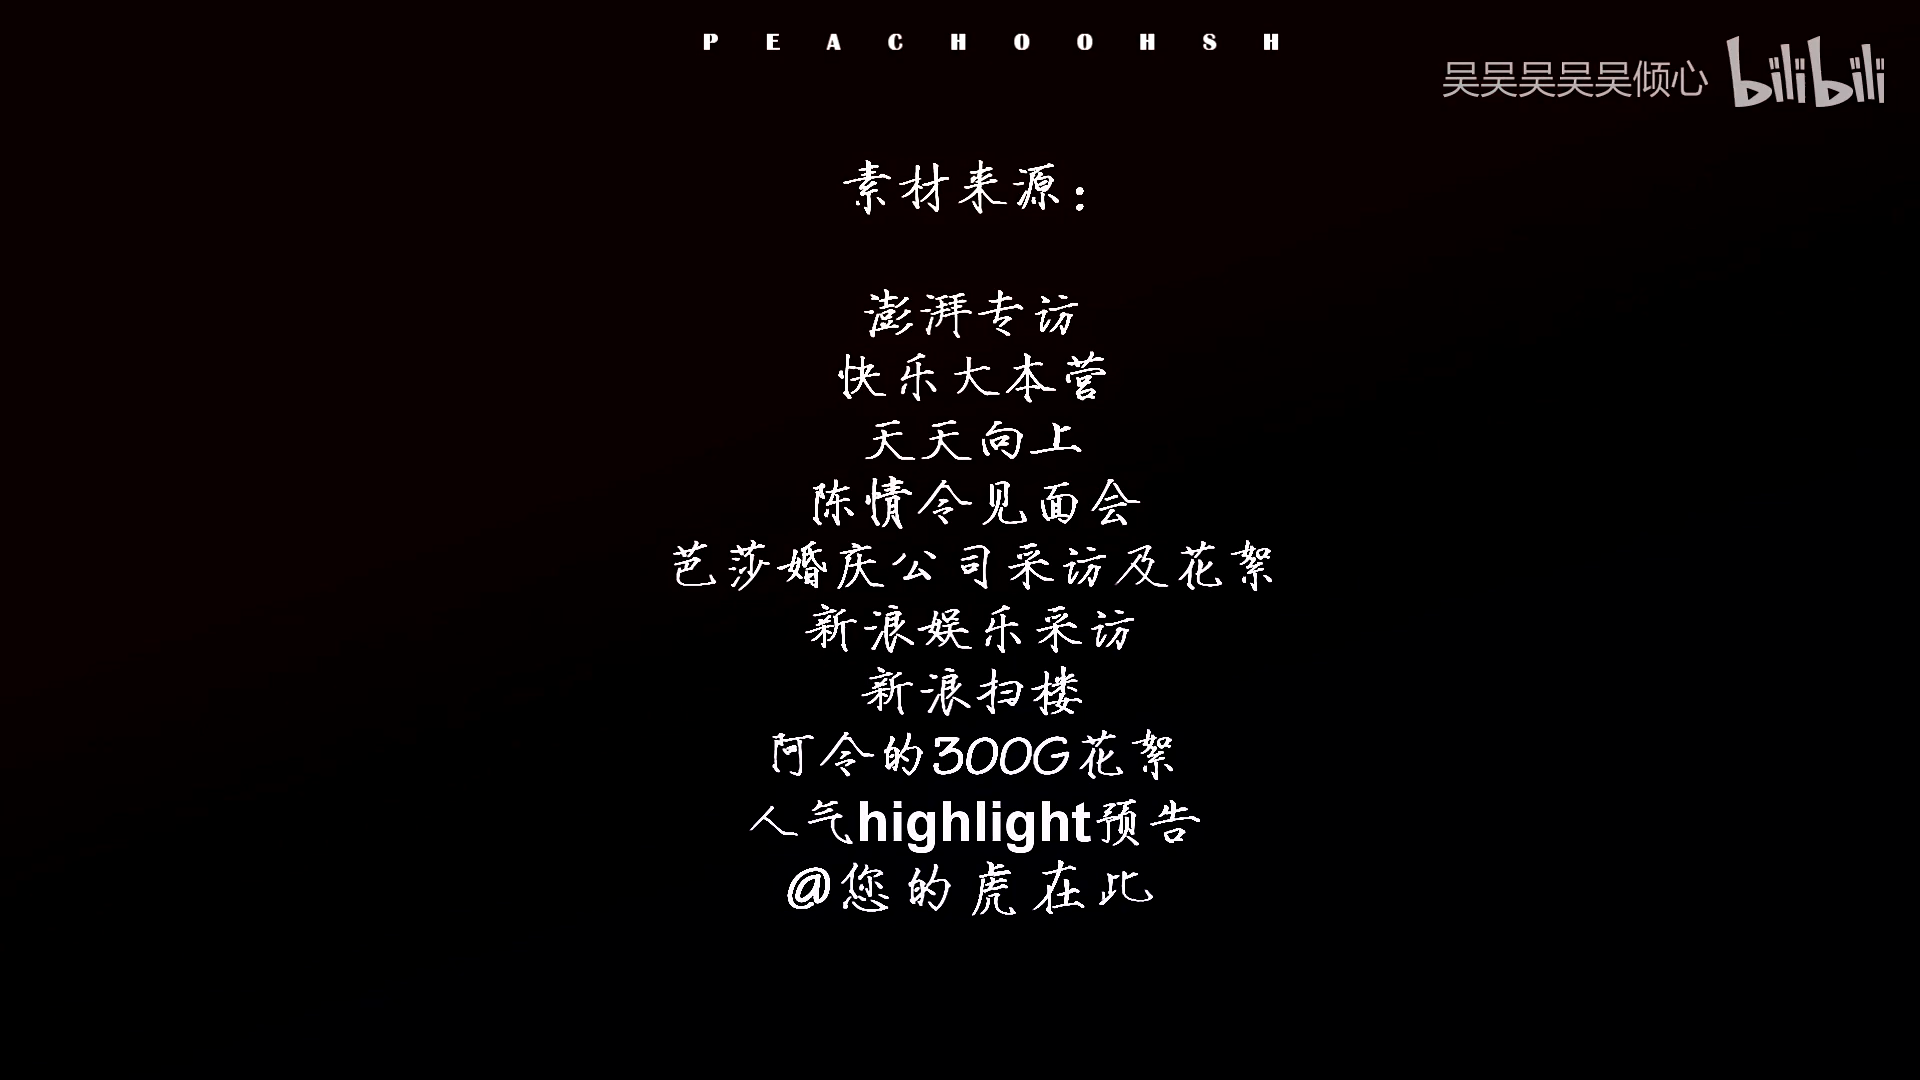 PEACHOOHSH
吴吴吴吴吴倾心 bilibili
素材来源：
澎湃专访
快乐大本营
天天向上
陈情令见面会
芭莎婚庆公司采访及花絮
新浪娱乐采访
新浪扫楼
阿令的300G花絮
人气highlight预告
@您的虎在此